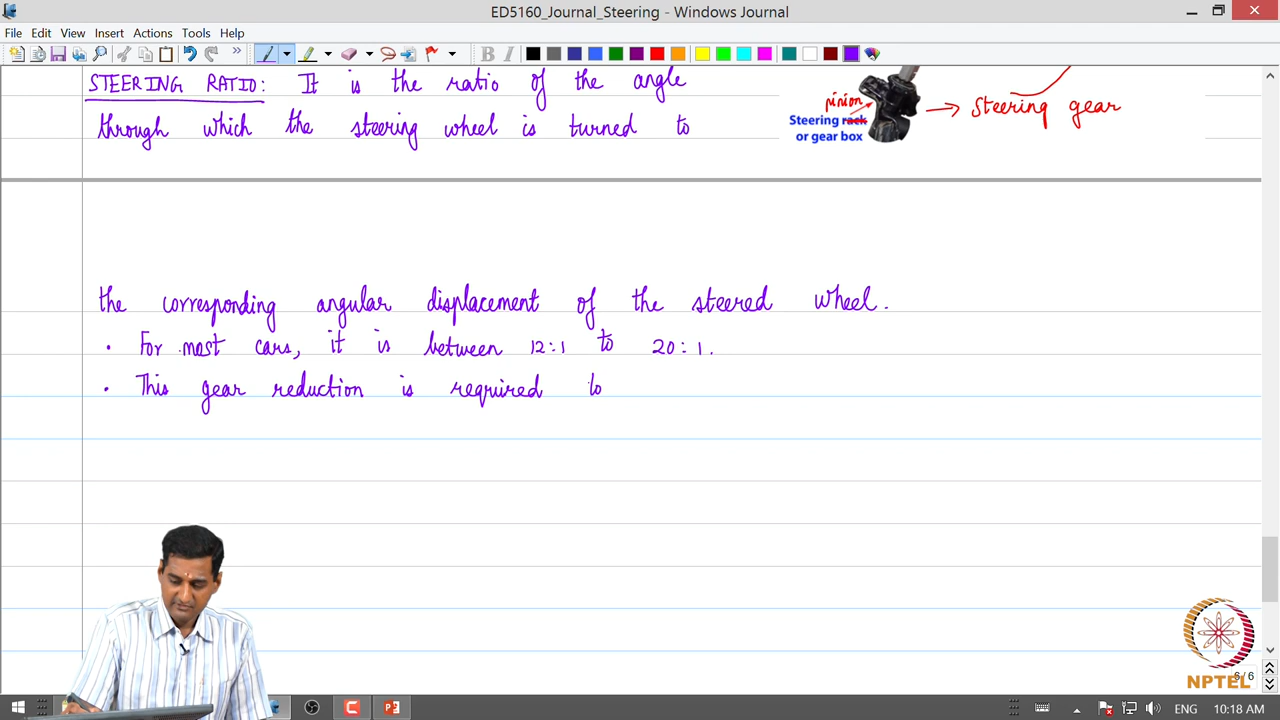 ED5160_Journal_Steering - Windows Journal
File Edit View Insert Actions Tools Help
STEERING RATIO: It is the ratio of the angle
through which the steering wheel is turned to
pinion
Steering rack
or gear box
Steering gear
the corresponding angular displacement of the steered wheel.
• For most cars, it is between 12:1 to 20:1.
• This gear reduction is required to
NPTEL
8/6
ENG 10:18 AM